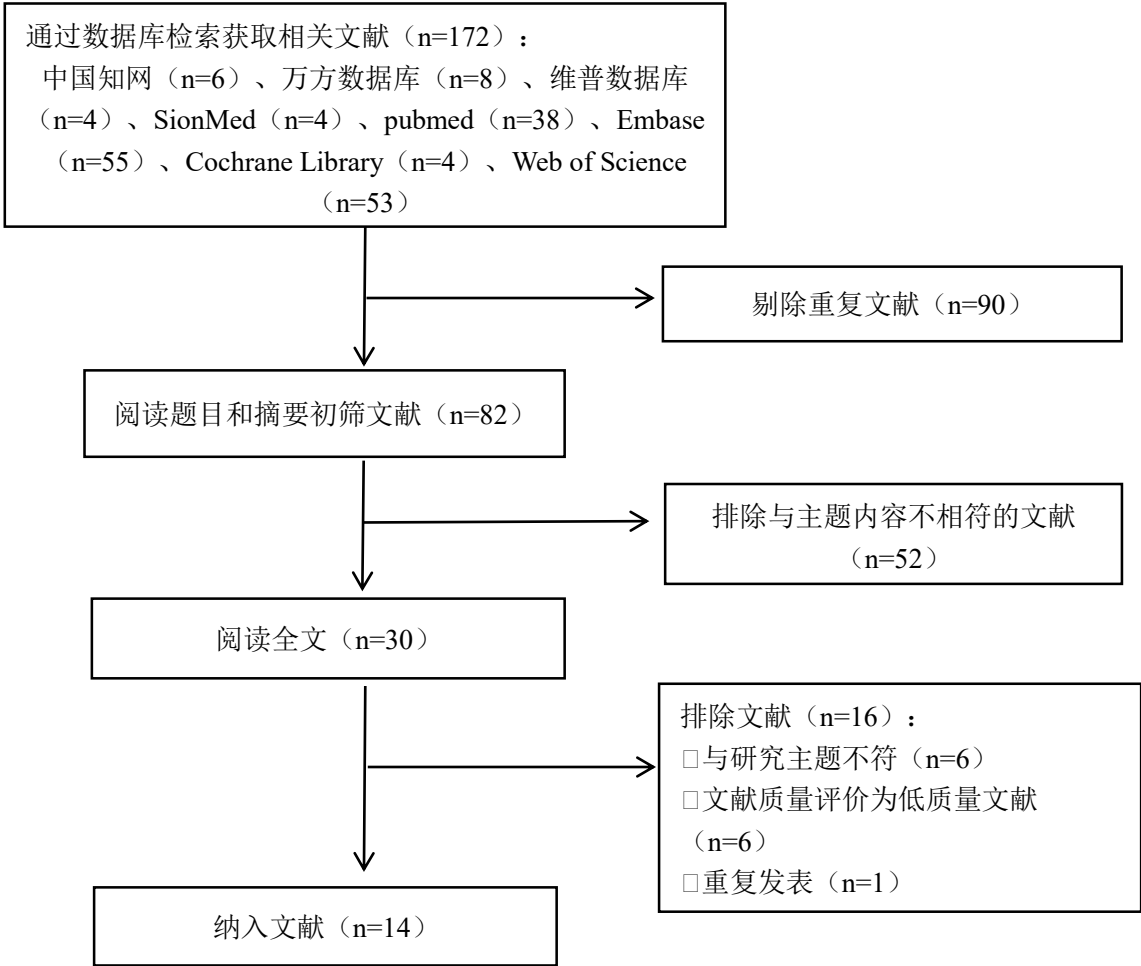 通过数据库检索获取相关文献（n=172）：
中国知网（n=6）、万方数据库（n=8）、维普数据库
（n=4）、SionMed（n=4）、pubmed（n=38）、Embase
（n=55）、Cochrane Library（n=4）、Web of Science
（n=53）
剔除重复文献（n=90）
阅读题目和摘要初筛文献（n=82）
排除与主题内容不相符的文献
（n=52）
阅读全文（n=30）
排除文献（n=16）：
□与研究主题不符（n=6）
□文献质量评价为低质量文献
（n=6）
□重复发表（n=1）
纳入文献（n=14）